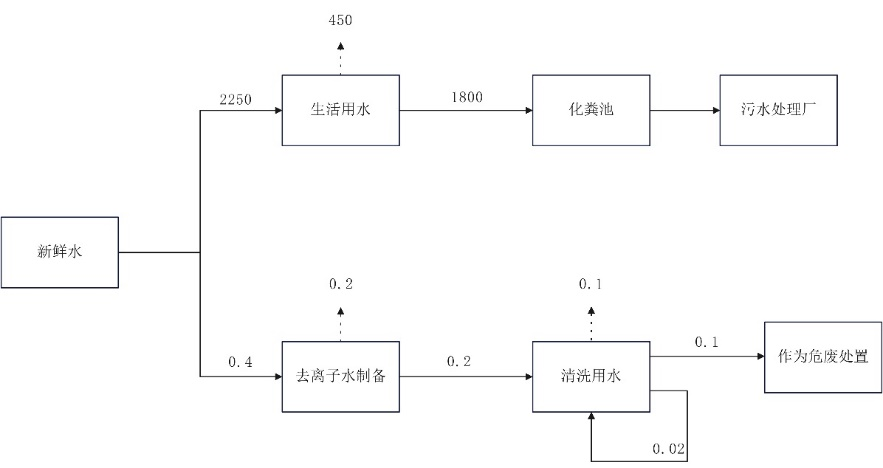 450
2250
生活用水
1800
化粪池
污水处理厂
新鲜水
0.2
0.1
0.4
去离子水制备
0.2
清洗用水
0.1
作为危废处置
0.02